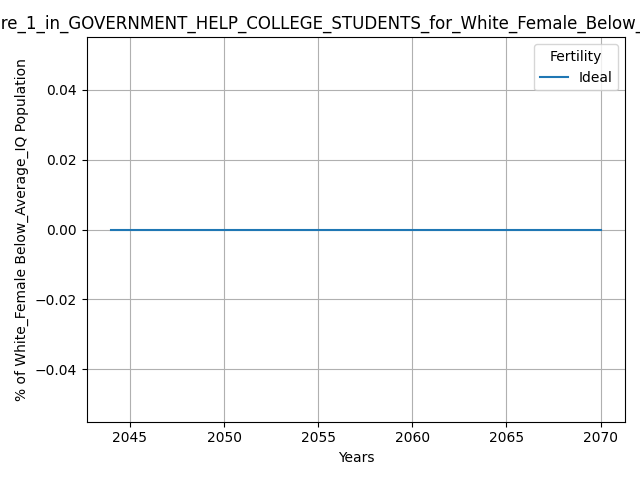 re_1_in_GOVERNMENT_HELP_COLLEGE_STUDENTS_for_White_Female_Below_
Fertility
Ideal
% of White_Female Below_Average_IQ Population
0.04
0.02
0.00
−0.02
−0.04
2045 2050 2055 2060 2065 2070
Years